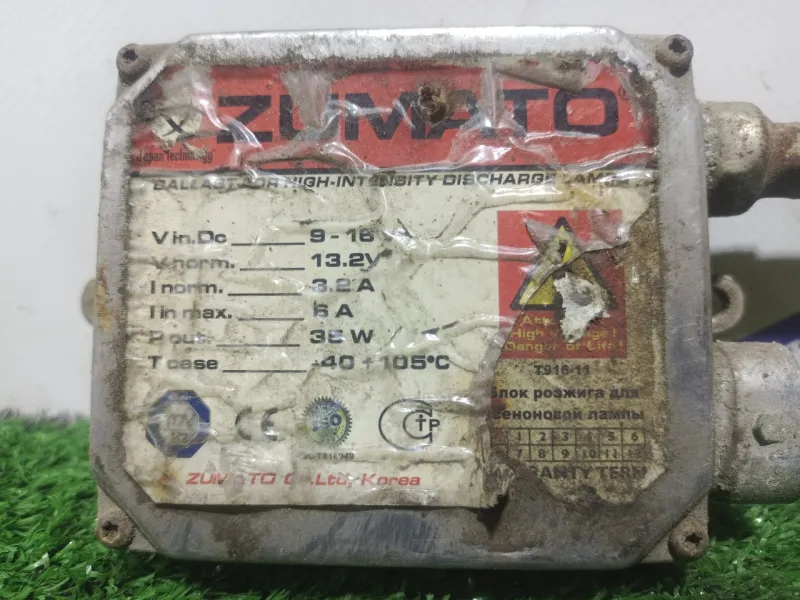 ZUMATO
Japan Technology
BALLAST FOR HIGH-INTENSITY DISCHARGE LAMP
V in.Dc 9 - 16
V norm. 13.2V
I norm. 3.2 A
I in max. 6 A
P out. 35 W
T case -40 + 105°C
High
Danger of Life!
T916-11
Блок розжига для
ксеноновой лампы
1 2 3 4 5 6
7 8 9 10 11 12
WARRANTY TERM
CE
ZUMATO Co.Ltd, Korea